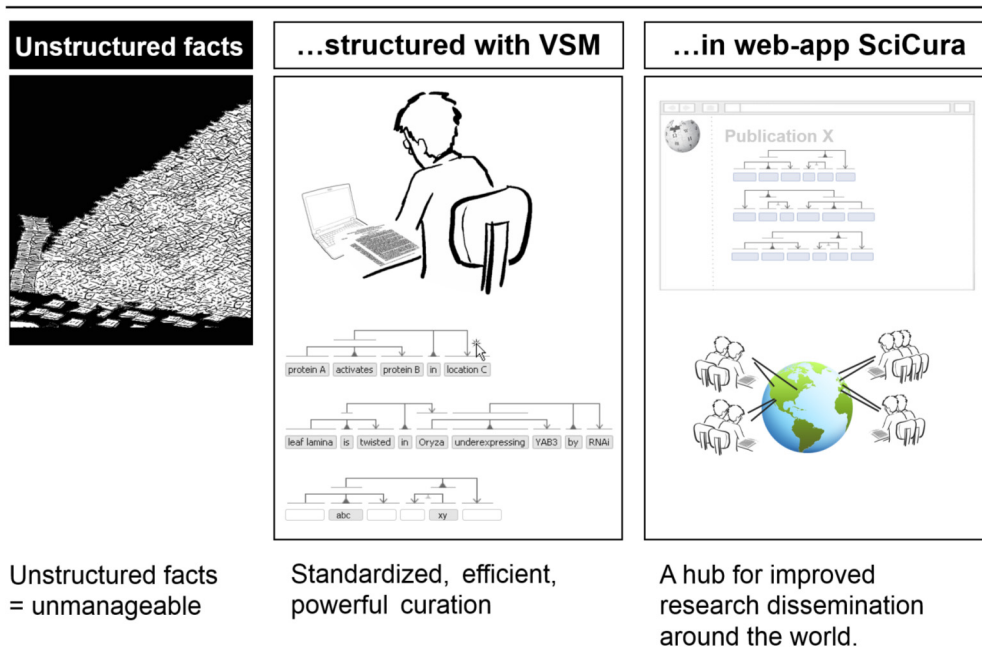 Unstructured facts
...structured with VSM
...in web-app SciCura
Publication X
protein A activates protein B in location C
leaf lamina is twisted in Oryza underexpressing YAB3 by RNAi
abc xy
Unstructured facts
= unmanageable
Standardized, efficient,
powerful curation
A hub for improved
research dissemination
around the world.